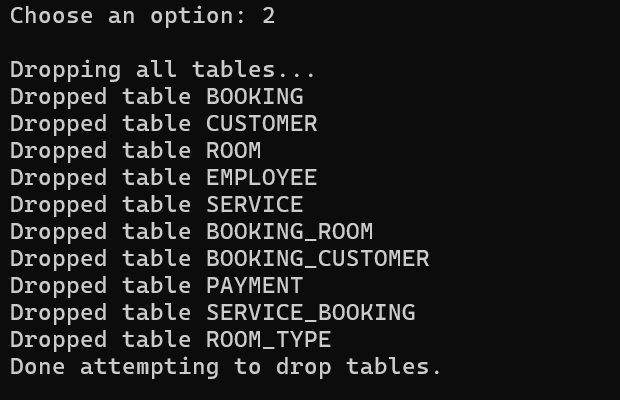 Choose an option: 2
Dropping all tables...
Dropped table BOOKING
Dropped table CUSTOMER
Dropped table ROOM
Dropped table EMPLOYEE
Dropped table SERVICE
Dropped table BOOKING_ROOM
Dropped table BOOKING_CUSTOMER
Dropped table PAYMENT
Dropped table SERVICE_BOOKING
Dropped table ROOM_TYPE
Done attempting to drop tables.